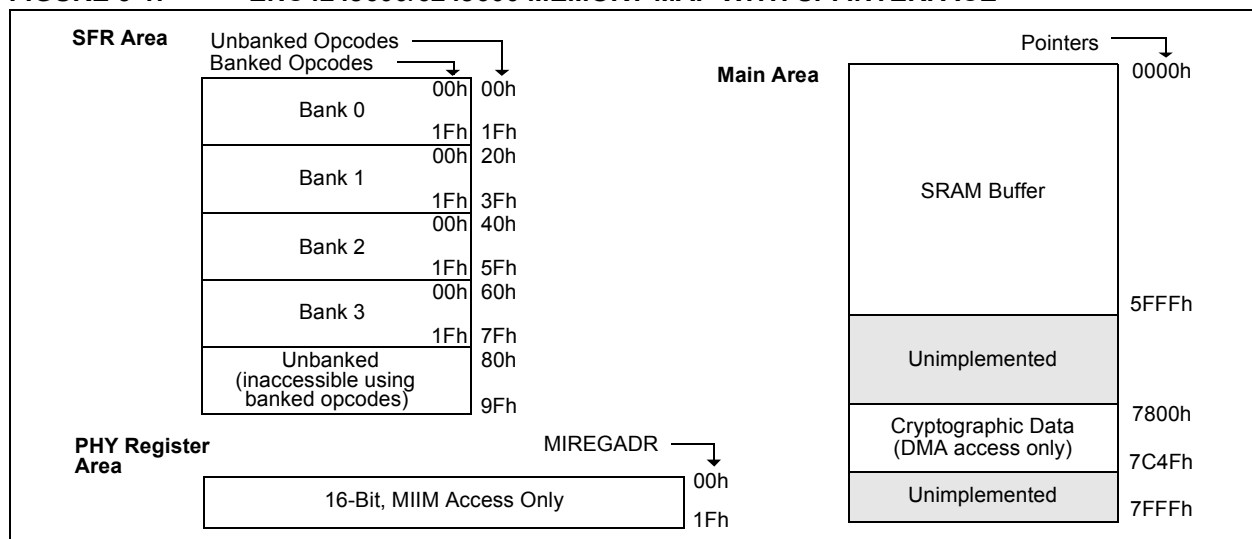 SFR Area
Unbanked Opcodes
Banked Opcodes
00h 00h
Bank 0
1Fh 1Fh
00h 20h
Bank 1
1Fh 3Fh
00h 40h
Bank 2
1Fh 5Fh
00h 60h
Bank 3
1Fh 7Fh
Unbanked 80h
(inaccessible using
banked opcodes)
9Fh
PHY Register
Area
MIREGADR
00h
16-Bit, MIIM Access Only
1Fh
Main Area
Pointers
0000h
SRAM Buffer
5FFFh
Unimplemented
7800h
Cryptographic Data
(DMA access only)
7C4Fh
Unimplemented
7FFFh